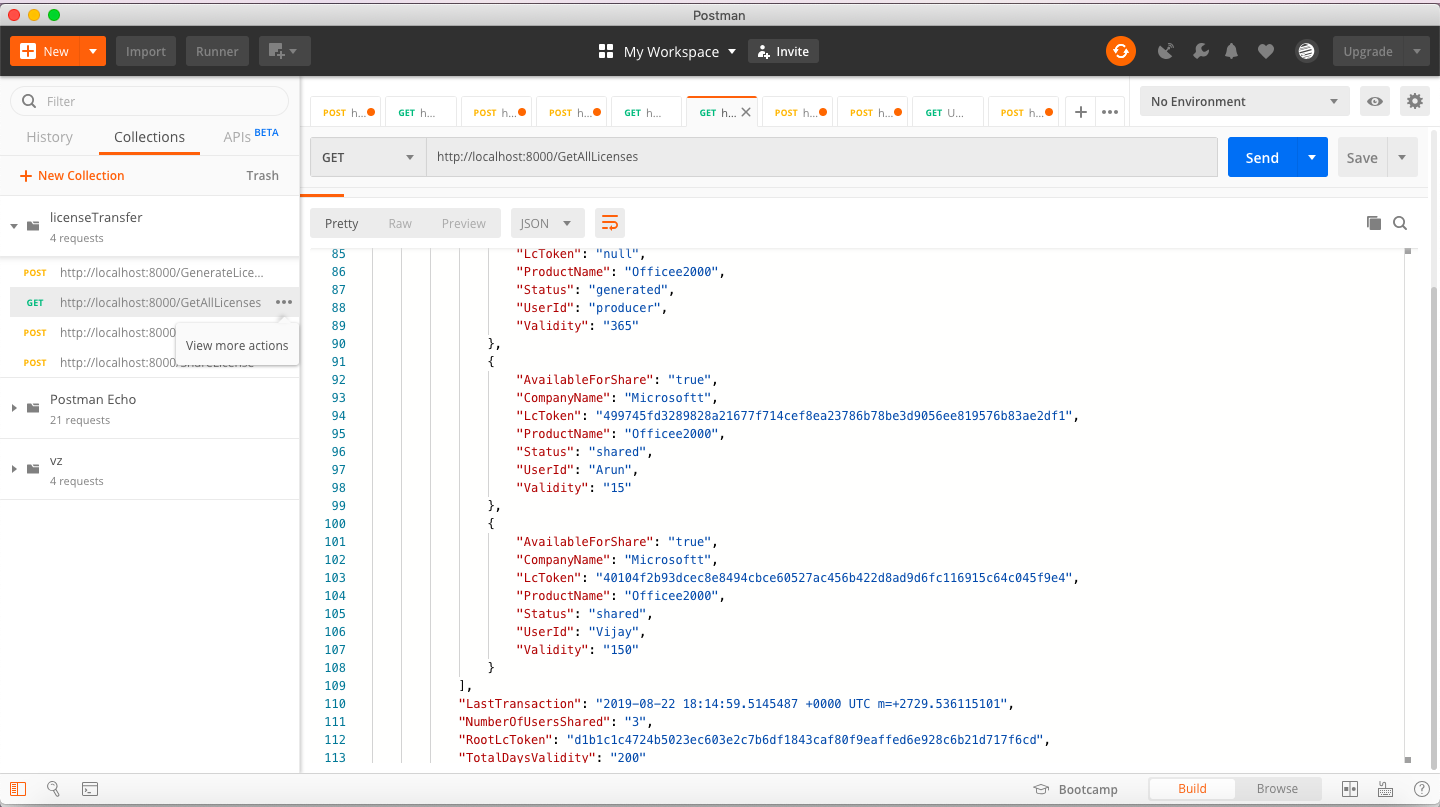 Postman
New
Import
Runner
My Workspace
Invite
Upgrade
Filter
History
Collections
APIs BETA
New Collection
Trash
licenseTransfer
4 requests
POST http://localhost:8000/GenerateLice...
GET http://localhost:8000/GetAllLicenses
POST http://localhost:8000
View more actions
POST http://localhost:8000/ShareLicense
Postman Echo
21 requests
vz
4 requests
POST h...
GET h...
POST h...
POST h...
GET h...
GET h...
POST h...
POST h...
GET U...
POST h...
No Environment
GET
http://localhost:8000/GetAllLicenses
Send
Save
Pretty
Raw
Preview
JSON
85 "LcToken": "null",
86 "ProductName": "Officee2000",
87 "Status": "generated",
88 "UserId": "producer",
89 "Validity": "365"
90 },
91 {
92 "AvailableForShare": "true",
93 "CompanyName": "Microsoftt",
94 "LcToken": "499745fd3289828a21677f714cef8ea23786b78be3d9056ee819576b83ae2df1",
95 "ProductName": "Officee2000",
96 "Status": "shared",
97 "UserId": "Arun",
98 "Validity": "15"
99 },
100 {
101 "AvailableForShare": "true",
102 "CompanyName": "Microsoftt",
103 "LcToken": "40104f2b93dcec8e8494cbce60527ac456b422d8ad9d6fc116915c64c045f9e4",
104 "ProductName": "Officee2000",
105 "Status": "shared",
106 "UserId": "Vijay",
107 "Validity": "150"
108 }
109 ],
110 "LastTransaction": "2019-08-22 18:14:59.5145487 +0000 UTC m=+2729.536115101",
111 "NumberOfUsersShared": "3",
112 "RootLcToken": "d1b1c1c4724b5023ec603e2c7b6df1843caf80f9eaffed6e928c6b21d717f6cd",
113 "TotalDaysValidity": "200"
Bootcamp
Build
Browse